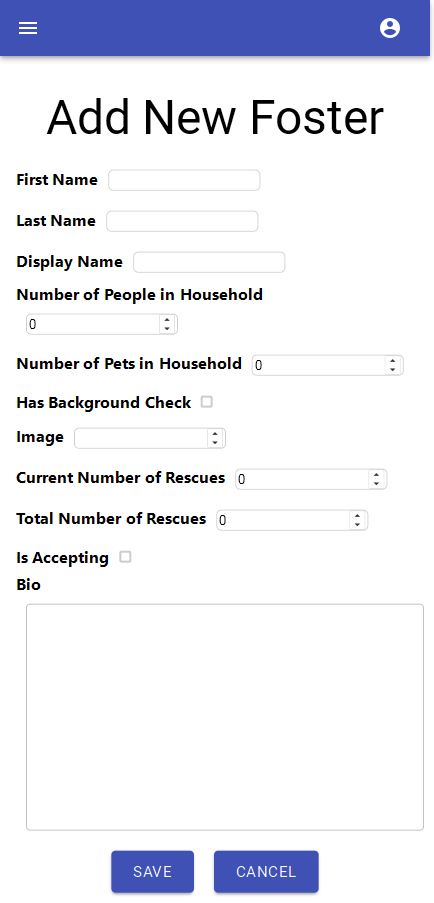 Add New Foster
First Name
Last Name
Display Name
Number of People in Household
0
Number of Pets in Household 0
Has Background Check
Image
Current Number of Rescues 0
Total Number of Rescues 0
Is Accepting
Bio
SAVE CANCEL